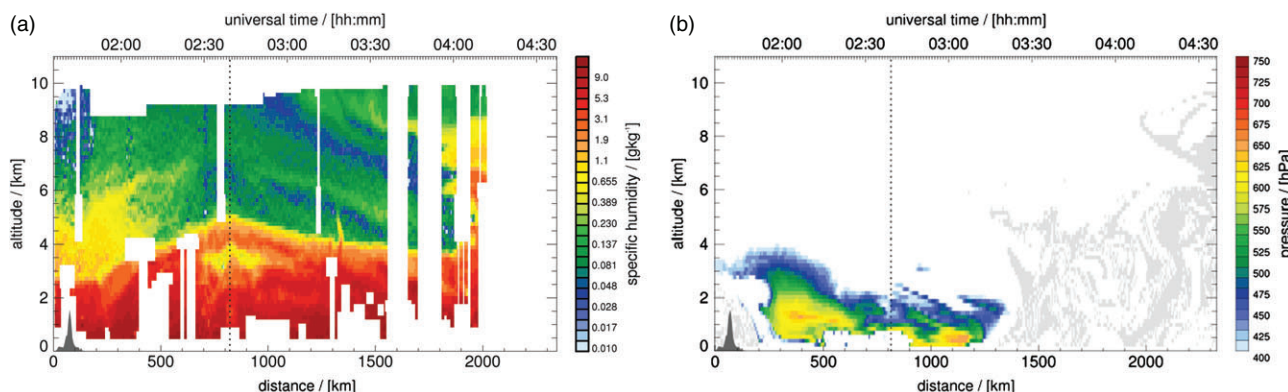 (a)
universal time / [hh:mm]
02:00 02:30 03:00 03:30 04:00 04:30
altitude / [km]
10
8
6
4
2
0
0 500 1000 1500 2000
distance / [km]
specific humidity / [gkg⁻¹]
9.0
5.3
3.1
1.9
1.1
0.655
0.389
0.230
0.137
0.081
0.048
0.028
0.017
0.010
(b)
universal time / [hh:mm]
02:00 02:30 03:00 03:30 04:00 04:30
altitude / [km]
10
8
6
4
2
0
0 500 1000 1500 2000
distance / [km]
pressure / [hPa]
750
725
700
675
650
625
600
575
550
525
500
475
450
425
400